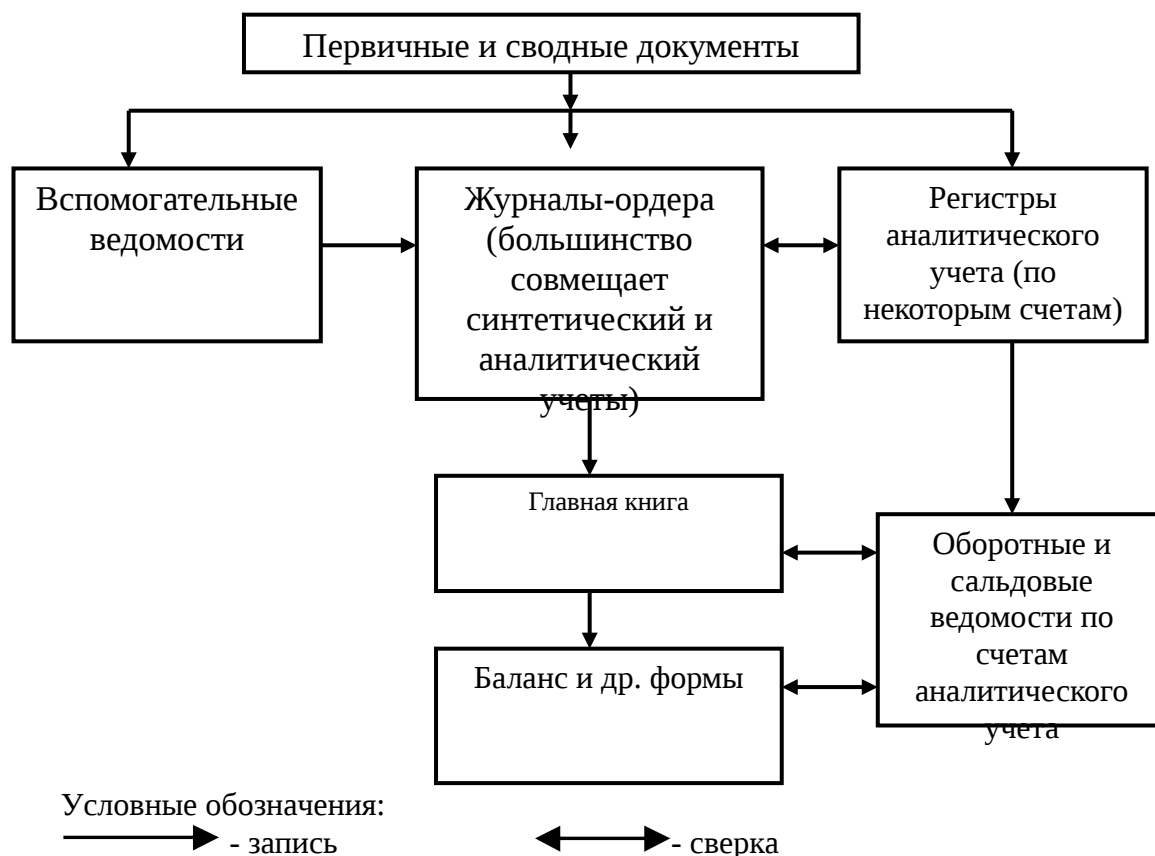 Первичные и сводные документы
Вспомогательные
ведомости
Журналы-ордера
(большинство
совмещает
синтетический и
аналитический
учеты)
Регистры
аналитического
учета (по
некоторым счетам)
Главная книга
Оборотные и
сальдовые
ведомости по
счетам
аналитического
учета
Баланс и др. формы
Условные обозначения:
- запись
- сверка